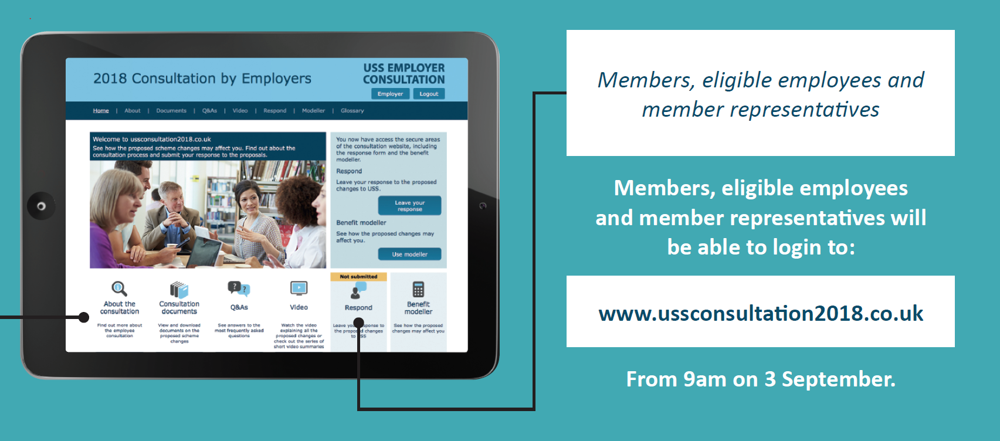 2018 Consultation by Employers
USS EMPLOYER
CONSULTATION
Employer
Logout
Home | About | Documents | Q&As | Video | Respond | Modeller | Glossary
Welcome to ussconsultation2018.co.uk
See how the proposed scheme changes may affect you. Find out about the
consultation process and submit your response to the proposals.
You now have access the secure areas
of the consultation website, including
the response form and the benefit
modeller.
Respond
Leave your response to the proposed
changes to USS.
Leave your
response
Benefit modeller
See how the proposed changes may
affect you.
Use modeller
About the
consultation
Find out more about
the employee
consultation
Consultation
documents
View and download
documents on the
proposed scheme
changes
?
?
Q&As
See answers to the
most frequently asked
questions
Video
Watch the video
explaining all the
proposed changes or
check out the series of
short video summaries
Not submitted
Respond
Leave your response to
the proposed changes
to USS
Benefit
modeller
See how the proposed
changes may affect you
Members, eligible employees and
member representatives
Members, eligible employees
and member representatives will
be able to login to:
www.ussconsultation2018.co.uk
From 9am on 3 September.